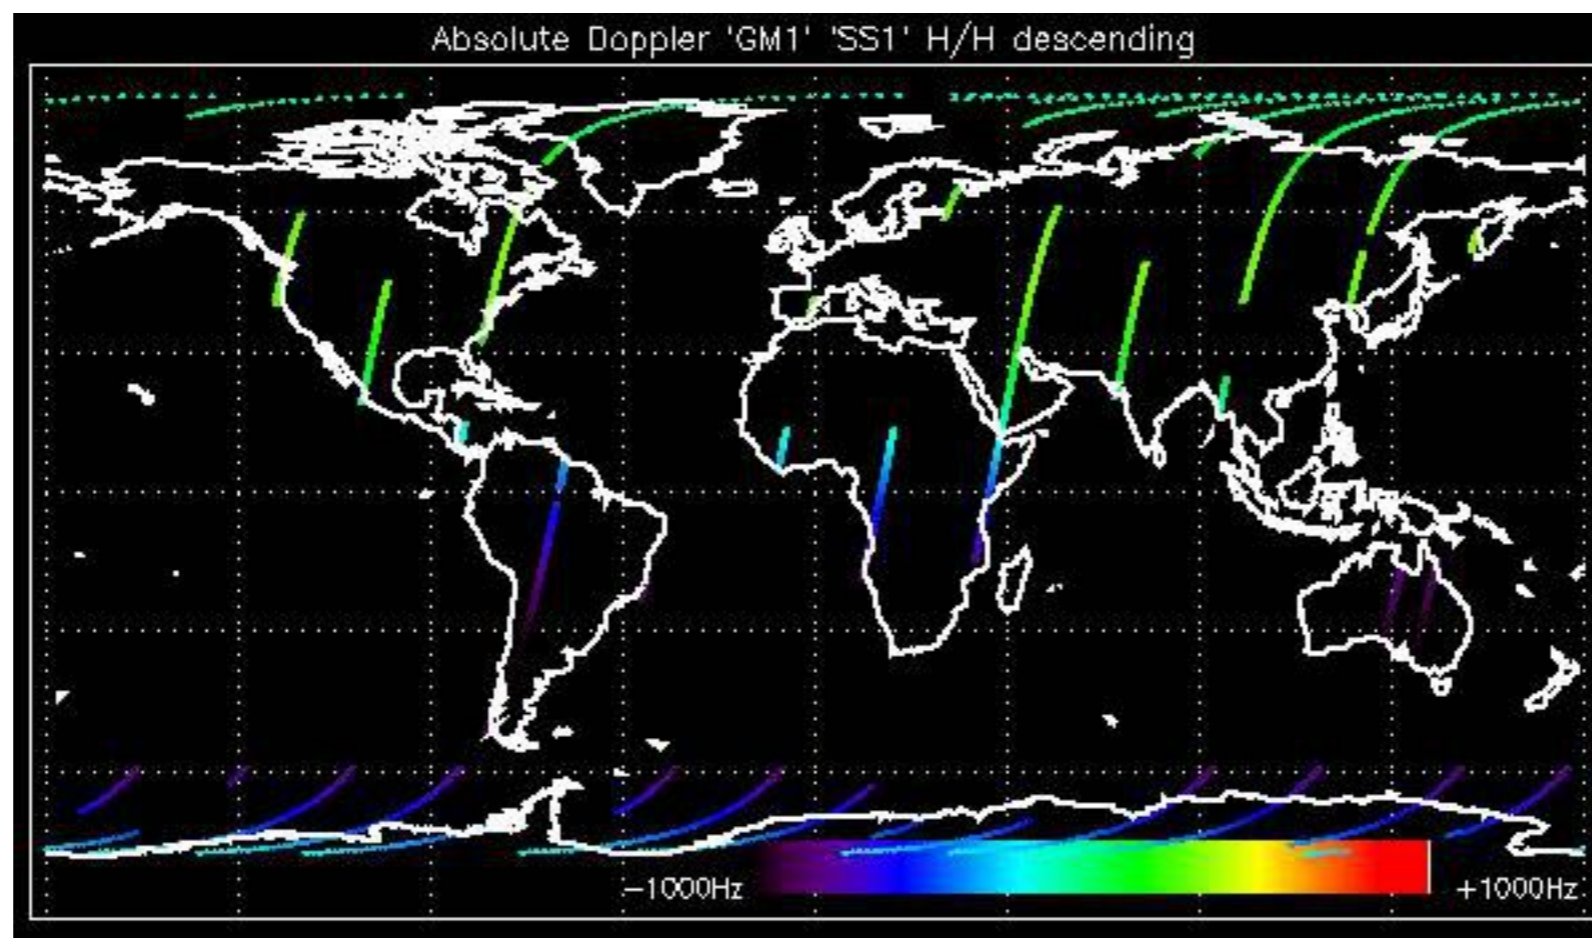 Absolute Doppler 'GM1' 'SS1' H/H descending
-1000Hz +1000Hz